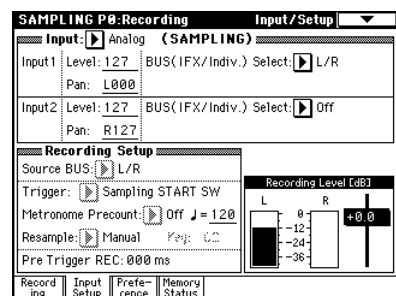 SAMPLING P0:Recording Input/Setup
Input: Analog (SAMPLING)
Input1 Level: 127 BUS(IFX/Indiv.) Select: L/R
Pan: L000
Input2 Level: 127 BUS(IFX/Indiv.) Select: Off
Pan: R127
Recording Setup
Source BUS: L/R
Trigger: Sampling START SW
Metronome Precount: Off ♩=120
Resample: Manual Key: C2
Pre Trigger REC: 000 ms
Recording Level [dB]
L R
0
+0.0
-12
-24
-36
Record Input Prefe- Memory
ing Setup rence Status